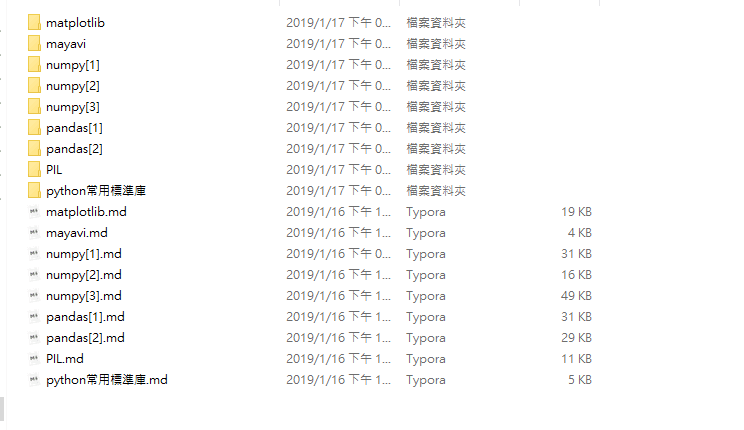 matplotlib 2019/1/17 下午 0... 檔案資料夾
mayavi 2019/1/17 下午 0... 檔案資料夾
numpy[1] 2019/1/17 下午 0... 檔案資料夾
numpy[2] 2019/1/17 下午 0... 檔案資料夾
numpy[3] 2019/1/17 下午 0... 檔案資料夾
pandas[1] 2019/1/17 下午 0... 檔案資料夾
pandas[2] 2019/1/17 下午 0... 檔案資料夾
PIL 2019/1/17 下午 0... 檔案資料夾
python常用標準庫 2019/1/17 下午 0... 檔案資料夾
matplotlib.md 2019/1/16 下午 1... Typora 19 KB
mayavi.md 2019/1/16 下午 1... Typora 4 KB
numpy[1].md 2019/1/16 下午 0... Typora 31 KB
numpy[2].md 2019/1/16 下午 1... Typora 16 KB
numpy[3].md 2019/1/16 下午 1... Typora 49 KB
pandas[1].md 2019/1/16 下午 1... Typora 31 KB
pandas[2].md 2019/1/16 下午 1... Typora 29 KB
PIL.md 2019/1/16 下午 1... Typora 11 KB
python常用標準庫.md 2019/1/16 下午 1... Typora 5 KB